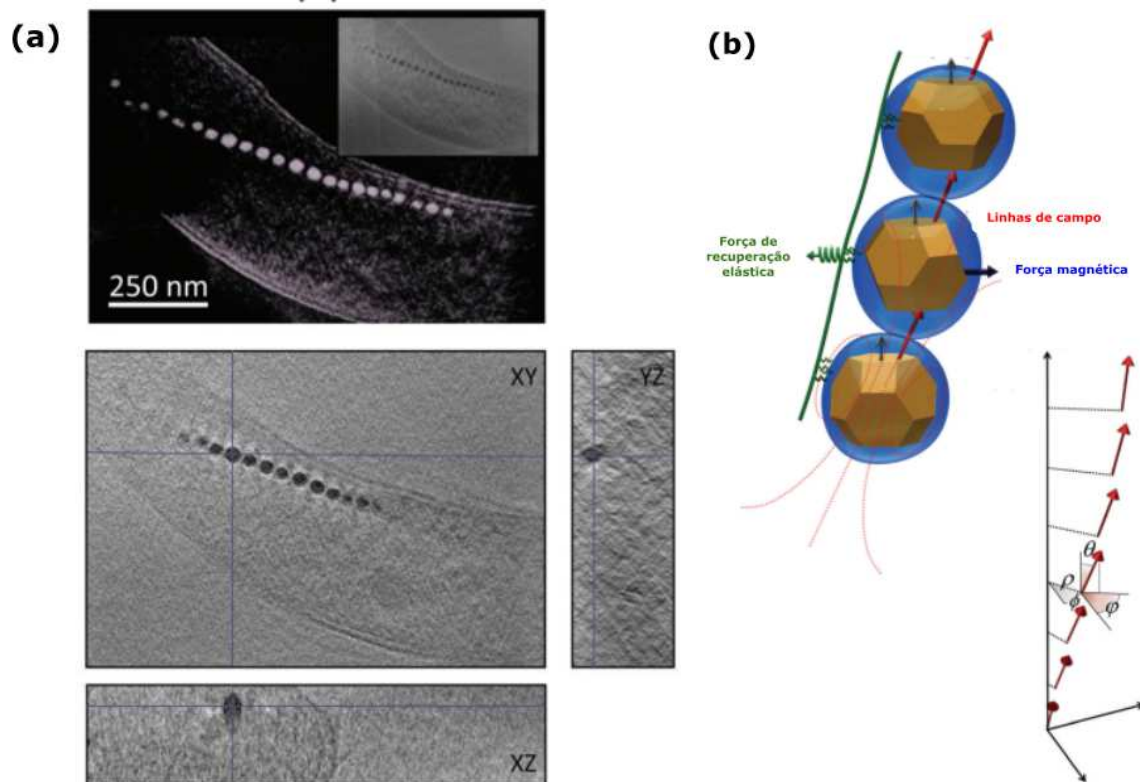 (a)
250 nm
XY
YZ
XZ
(b)
Linhas de campo
Força de
recuperação
elástica
Força magnética
θ
ρ
ϕ
φ